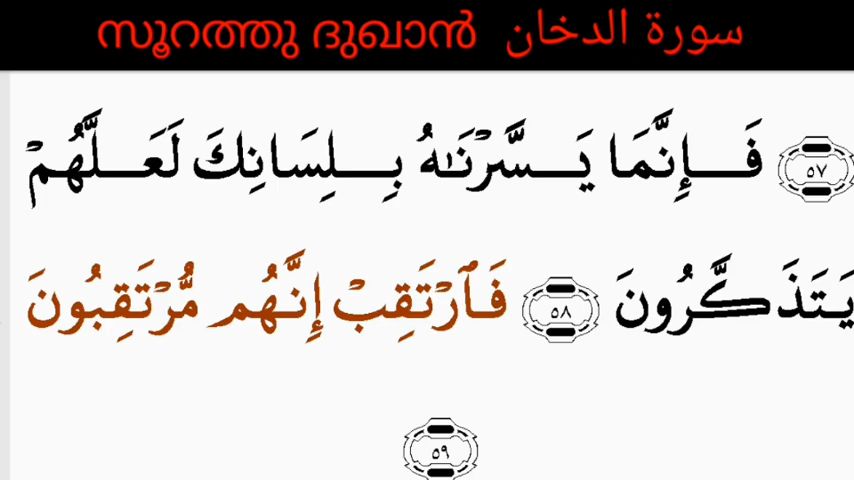 സൂറത്തു ദുഖാൻ سورة الدخان
٥٧ فَإِنَّمَا يَسَّرْنَٰهُ بِلِسَانِكَ لَعَلَّهُمْ
يَتَذَكَّرُونَ ٥٨ فَٱرْتَقِبْ إِنَّهُم مُّرْتَقِبُونَ
٥٩